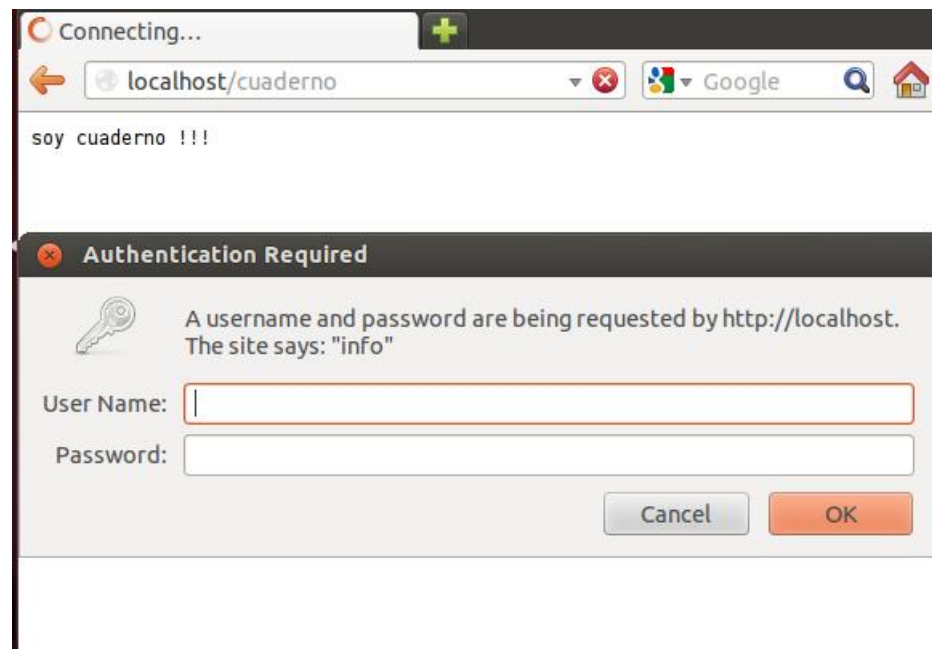 Connecting...
localhost/cuaderno
Google
soy cuaderno !!!
Authentication Required
A username and password are being requested by http://localhost.
The site says: "info"
User Name:
Password:
Cancel
OK